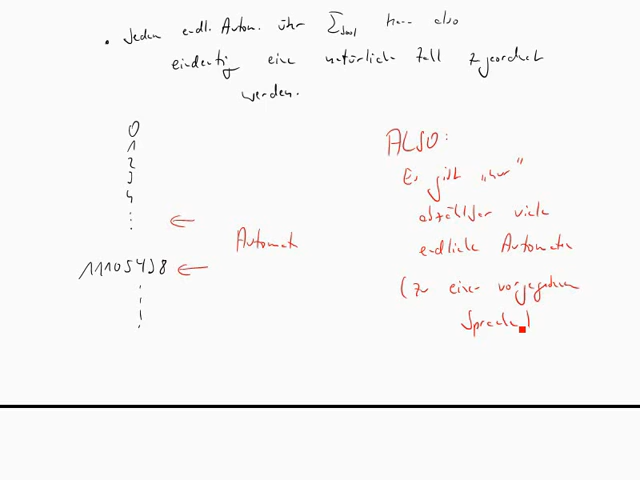 • Jedem endl. Autom. über Σbool kann also
eindeutig eine natürliche Zahl zugeordnet
werden.
0
1
2
3
4
⋮
Automat
11105438
⋮
ALSO:
Es gibt „nur"
abzählbar viele
endliche Automaten
(zu einer vorgegebenen
Sprache)